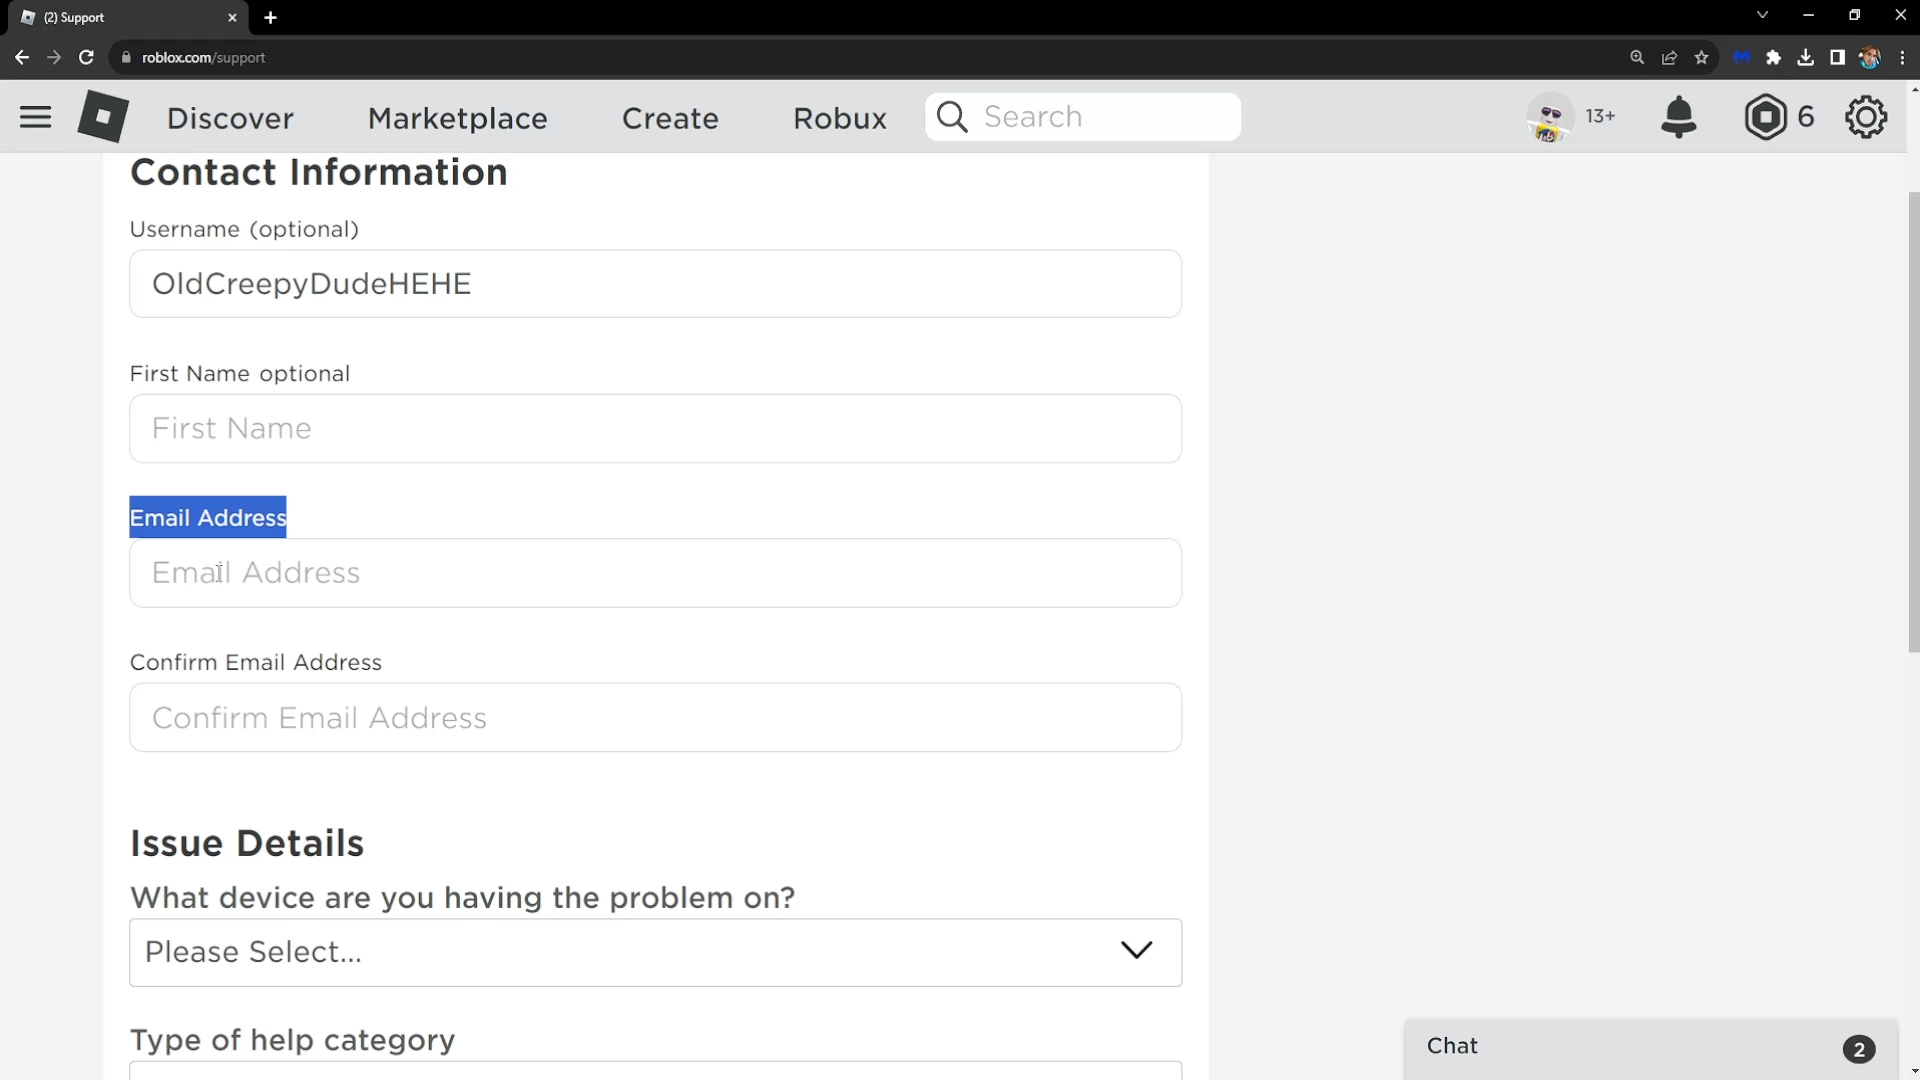 (2) Support
roblox.com/support
Discover Marketplace Create Robux Search 13+ 6
Contact Information
Username (optional)
OldCreepyDudeHEHE
First Name optional
First Name
Email Address
Email Address
Confirm Email Address
Confirm Email Address
Issue Details
What device are you having the problem on?
Please Select...
Type of help category
Chat 2